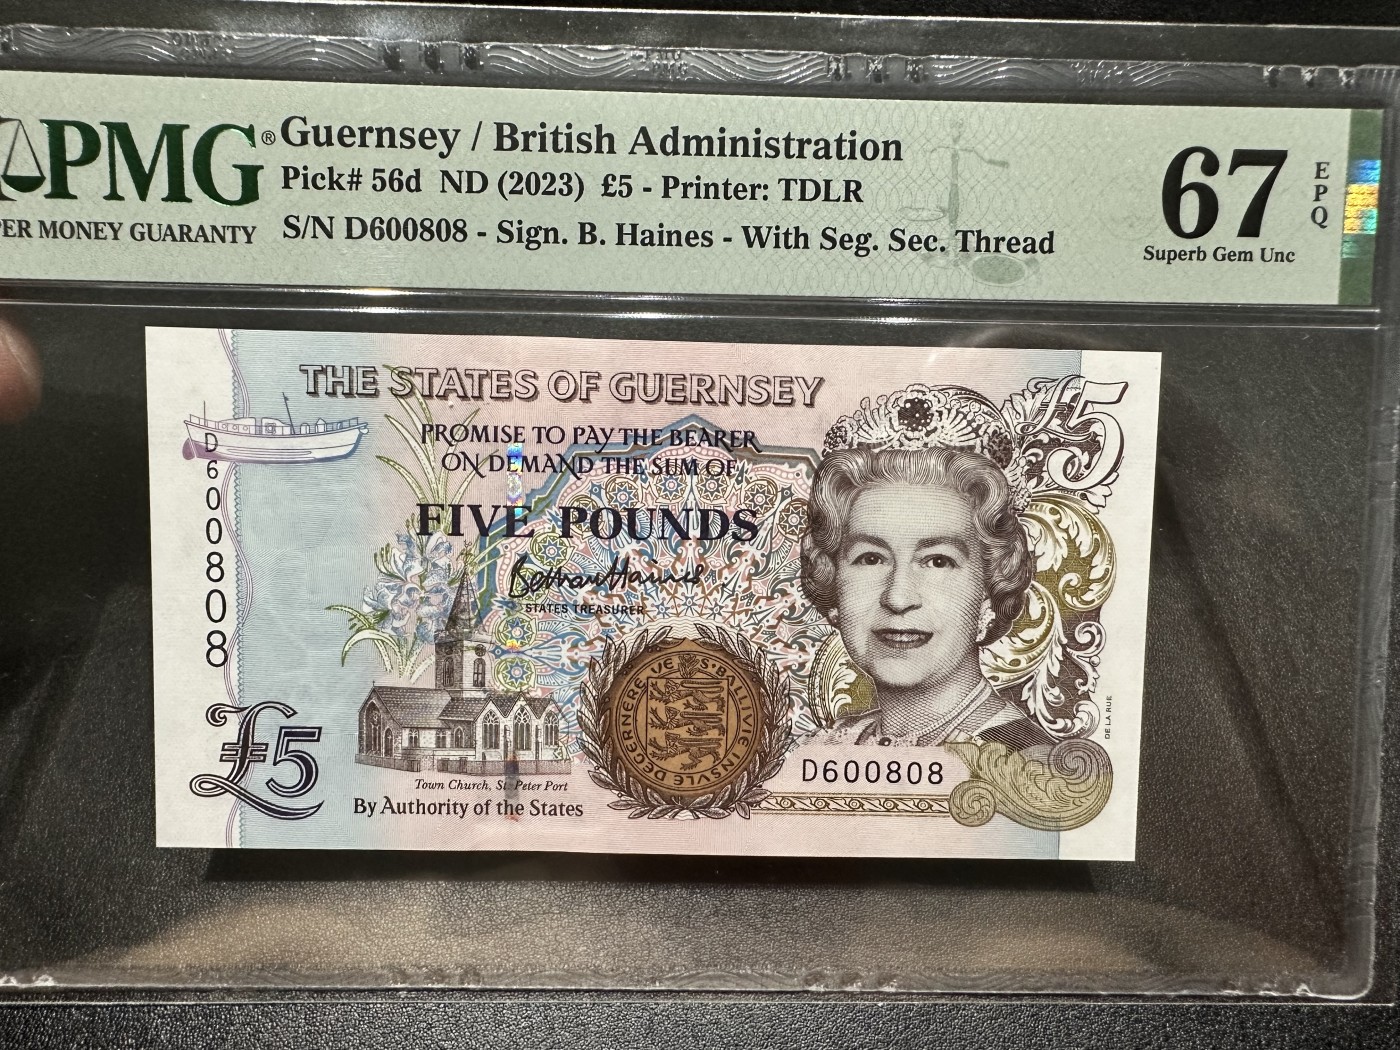 PMG®
PER MONEY GUARANTY
Guernsey / British Administration
Pick# 56d ND (2023) £5 - Printer: TDLR
S/N D600808 - Sign. B. Haines - With Seg. Sec. Thread
67
EPQ
Superb Gem Unc
THE STATES OF GUERNSEY
5
PROMISE TO PAY THE BEARER
ON DEMAND THE SUM OF
FIVE POUNDS
STATES TREASURER
D600808
£5
Town Church, St. Peter Port
By Authority of the States
D600808
DE LA RUE